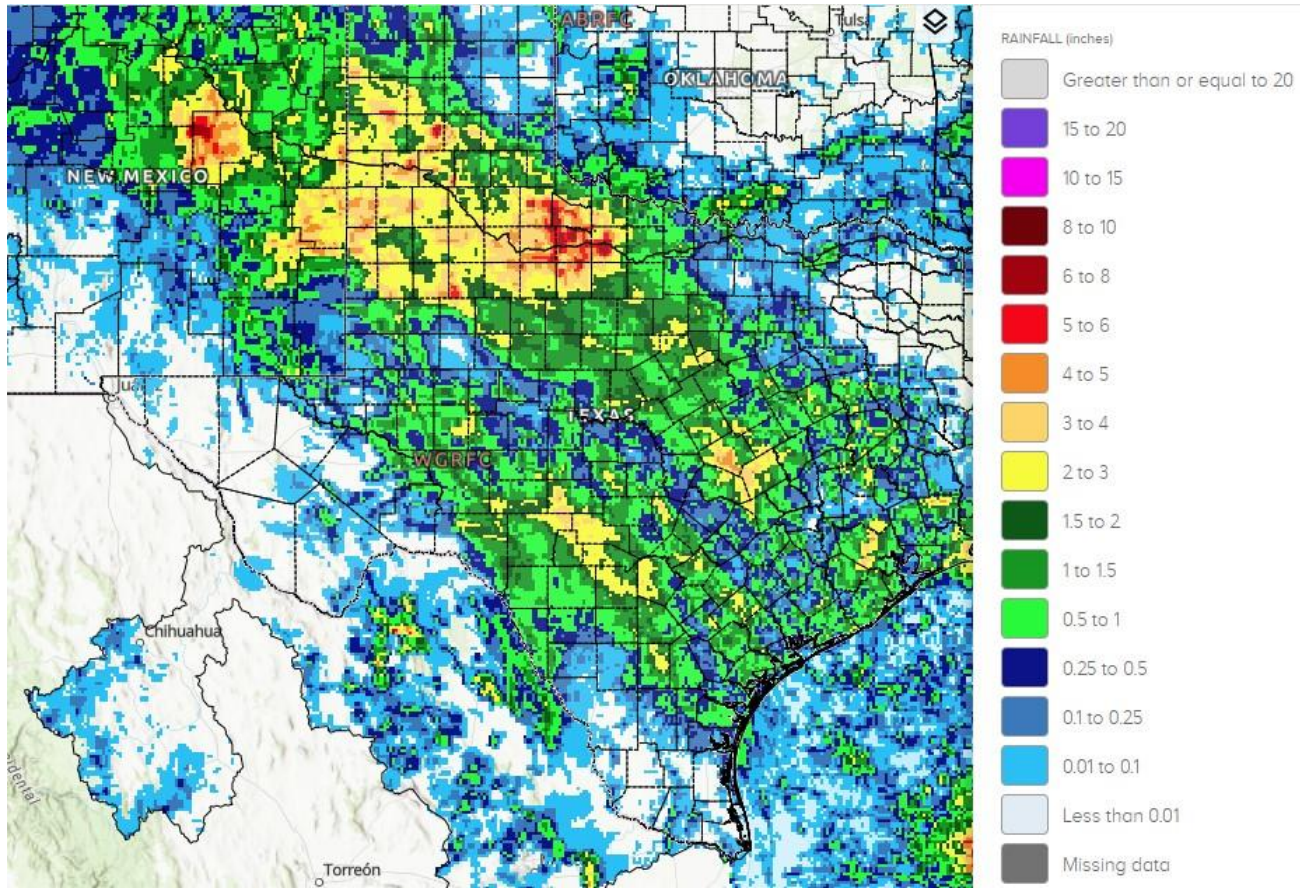 ABRFC
Tulsa
OKLAHOMA
NEW MEXICO
Jua
TEXAS
WGRFC
Chihuahua
Torreón
RAINFALL (inches)
Greater than or equal to 20
15 to 20
10 to 15
8 to 10
6 to 8
5 to 6
4 to 5
3 to 4
2 to 3
1.5 to 2
1 to 1.5
0.5 to 1
0.25 to 0.5
0.1 to 0.25
0.01 to 0.1
Less than 0.01
Missing data